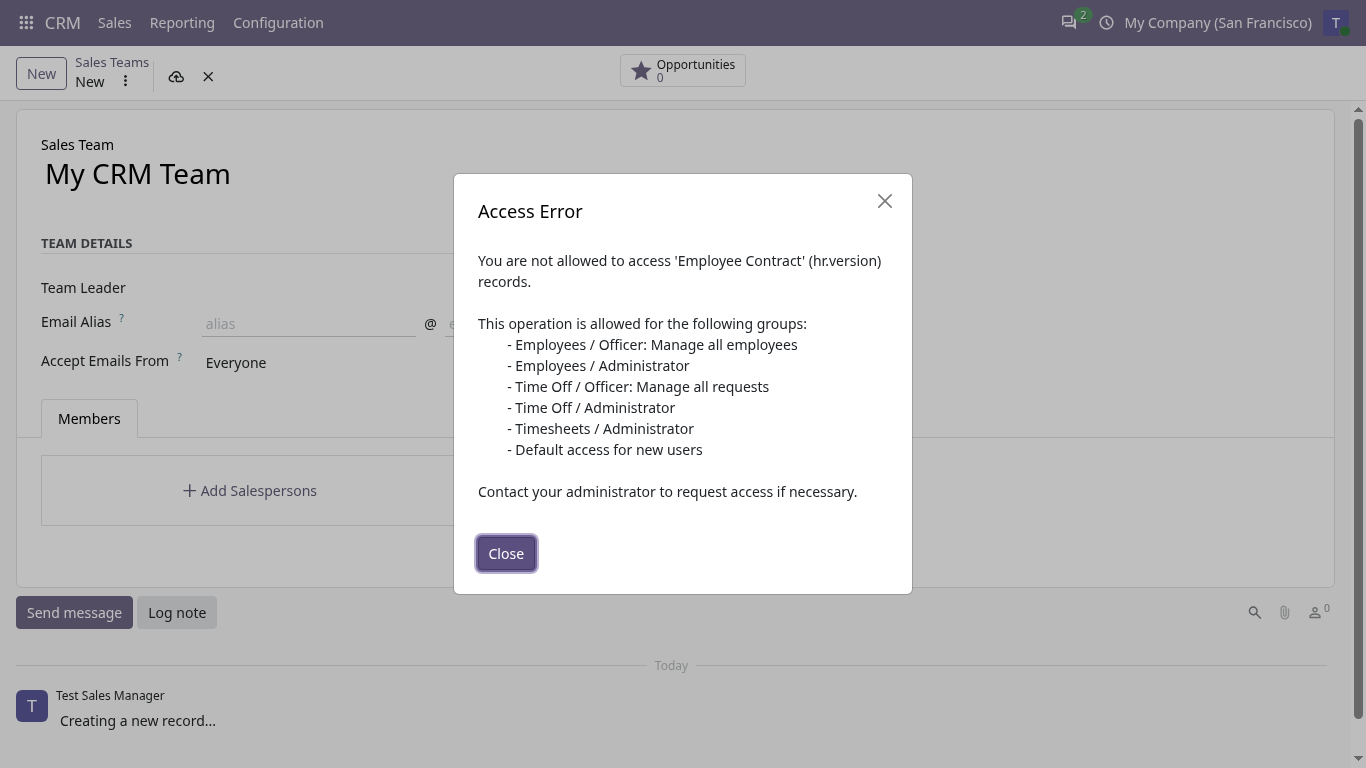 CRM Sales Reporting Configuration 2 My Company (San Francisco) T
New Sales Teams
New
Opportunities
0
Sales Team
My CRM Team
TEAM DETAILS
Team Leader
Email Alias ? alias @ e
Accept Emails From ? Everyone
Members
Add Salespersons
Access Error
You are not allowed to access 'Employee Contract' (hr.version)
records.
This operation is allowed for the following groups:
- Employees / Officer: Manage all employees
- Employees / Administrator
- Time Off / Officer: Manage all requests
- Time Off / Administrator
- Timesheets / Administrator
- Default access for new users
Contact your administrator to request access if necessary.
Close
Send message Log note 0
Today
T Test Sales Manager
Creating a new record...